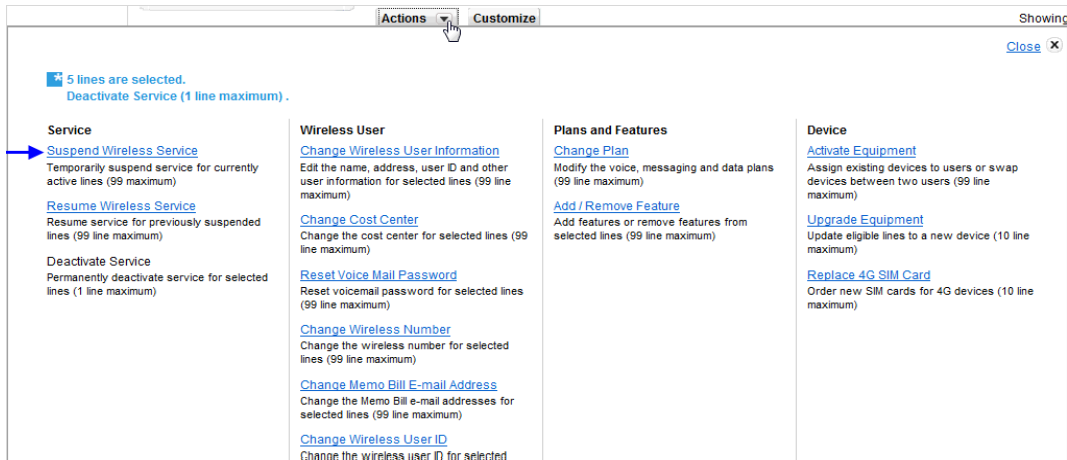 Actions Customize Showing
Close
5 lines are selected.
Deactivate Service (1 line maximum) .
Service
Suspend Wireless Service
Temporarily suspend service for currently
active lines (99 maximum)
Resume Wireless Service
Resume service for previously suspended
lines (99 line maximum)
Deactivate Service
Permanently deactivate service for selected
lines (1 line maximum)
Wireless User
Change Wireless User Information
Edit the name, address, user ID and other
user information for selected lines (99 line
maximum)
Change Cost Center
Change the cost center for selected lines (99
line maximum)
Reset Voice Mail Password
Reset voicemail password for selected lines
(99 line maximum)
Change Wireless Number
Change the wireless number for selected
lines (99 line maximum)
Change Memo Bill E-mail Address
Change the Memo Bill e-mail addresses for
selected lines (99 line maximum)
Change Wireless User ID
Change the wireless user ID for selected
Plans and Features
Change Plan
Modify the voice, messaging and data plans
(99 line maximum)
Add / Remove Feature
Add features or remove features from
selected lines (99 line maximum)
Device
Activate Equipment
Assign existing devices to users or swap
devices between two users (99 line
maximum)
Upgrade Equipment
Update eligible lines to a new device (10 line
maximum)
Replace 4G SIM Card
Order new SIM cards for 4G devices (10 line
maximum)